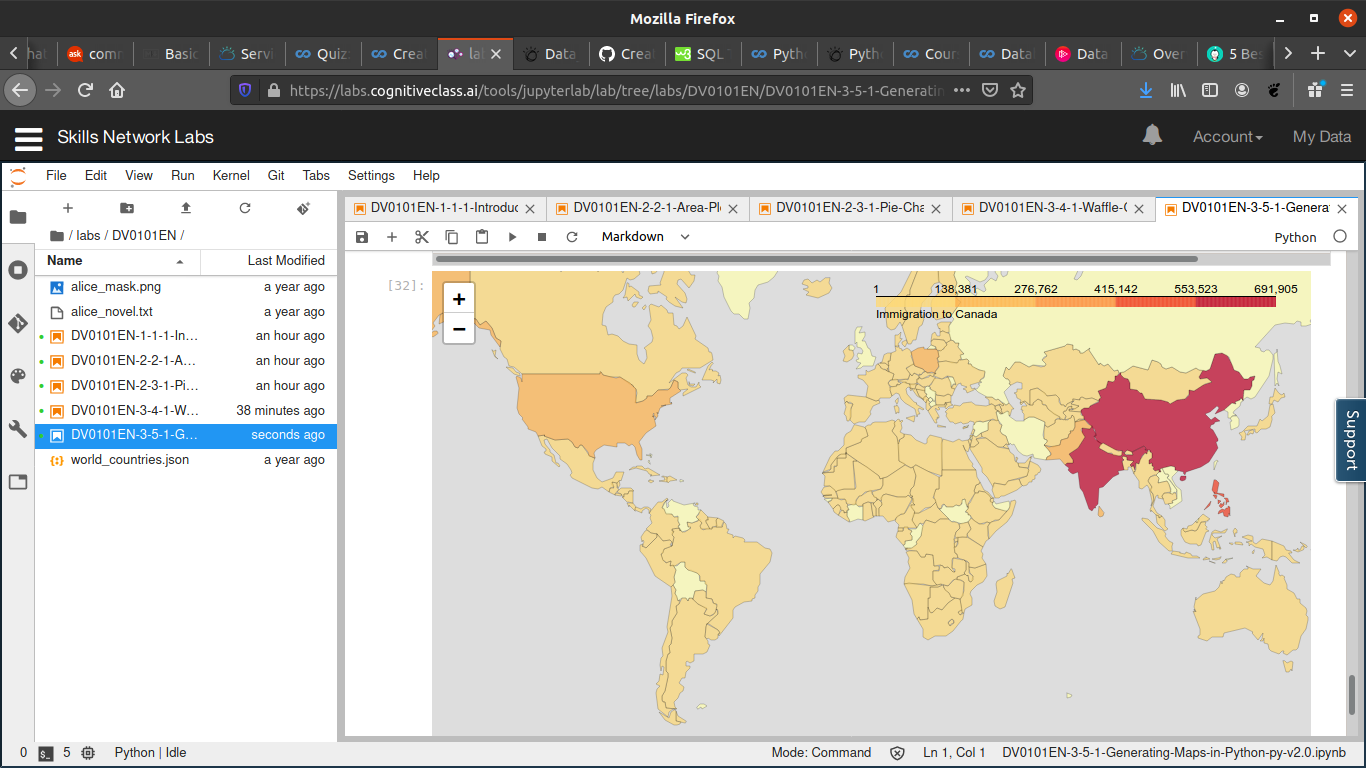 Mozilla Firefox
hat comm Basic Servi Quiz: Creat lal Data_ Creat SQL Pyth Pyth Cour Data Data Over 5 Bes
https://labs.cognitiveclass.ai/tools/jupyterlab/lab/tree/labs/DV0101EN/DV0101EN-3-5-1-Generatin
Skills Network Labs Account My Data
File Edit View Run Kernel Git Tabs Settings Help
DV0101EN-1-1-1-Introduc DV0101EN-2-2-1-Area-Pl DV0101EN-2-3-1-Pie-Cha DV0101EN-3-4-1-Waffle-C DV0101EN-3-5-1-Genera
/ labs / DV0101EN /
Markdown Python
Name Last Modified
alice_mask.png a year ago
alice_novel.txt a year ago
DV0101EN-1-1-1-In... an hour ago
DV0101EN-2-2-1-A... an hour ago
DV0101EN-2-3-1-Pi... an hour ago
DV0101EN-3-4-1-W... 38 minutes ago
DV0101EN-3-5-1-G... seconds ago
world_countries.json a year ago
[32]:
+
−
1 138,381 276,762 415,142 553,523 691,905
Immigration to Canada
Support
0 5 Python | Idle Mode: Command Ln 1, Col 1 DV0101EN-3-5-1-Generating-Maps-in-Python-py-v2.0.ipynb